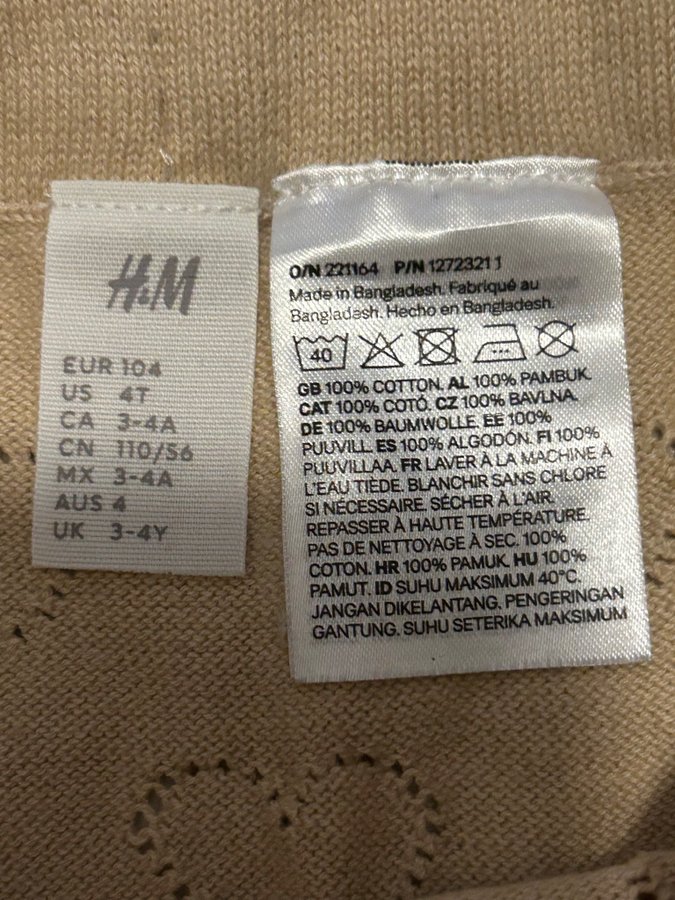 H&M
EUR 104
US 4T
CA 3-4A
CN 110/56
MX 3-4A
AUS 4
UK 3-4Y
O/N 221164 P/N 1272321 1
Made in Bangladesh. Fabriqué au
Bangladesh. Hecho en Bangladesh.
40
GB 100% COTTON. AL 100% PAMBUK.
CAT 100% COTÓ. CZ 100% BAVLNA.
DE 100% BAUMWOLLE. EE 100%
PUUVILL. ES 100% ALGODÓN. FI 100%
PUUVILLAA. FR LAVER À LA MACHINE À
L'EAU TIÈDE. BLANCHIR SANS CHLORE
SI NÉCESSAIRE. SÉCHER À L'AIR.
REPASSER À HAUTE TEMPÉRATURE.
PAS DE NETTOYAGE À SEC. 100%
COTON. HR 100% PAMUK. HU 100%
PAMUT. ID SUHU MAKSIMUM 40°C.
JANGAN DIKELANTANG. PENGERINGAN
GANTUNG. SUHU SETERIKA MAKSIMUM